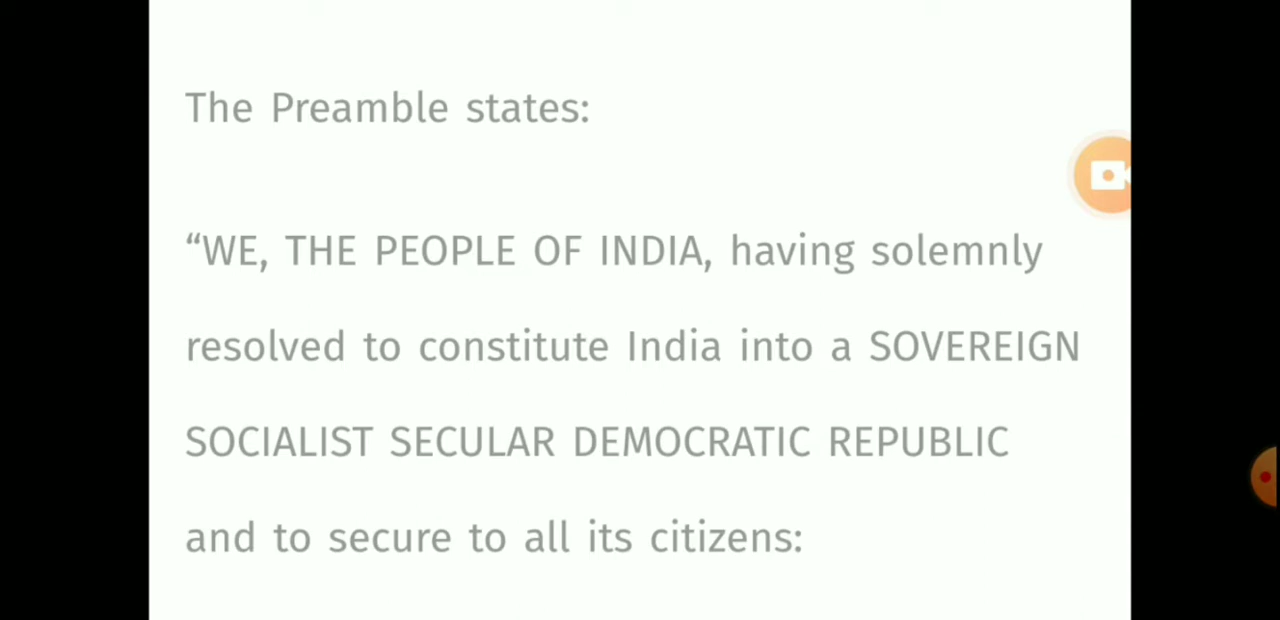 The Preamble states:
“WE, THE PEOPLE OF INDIA, having solemnly
resolved to constitute India into a SOVEREIGN
SOCIALIST SECULAR DEMOCRATIC REPUBLIC
and to secure to all its citizens: